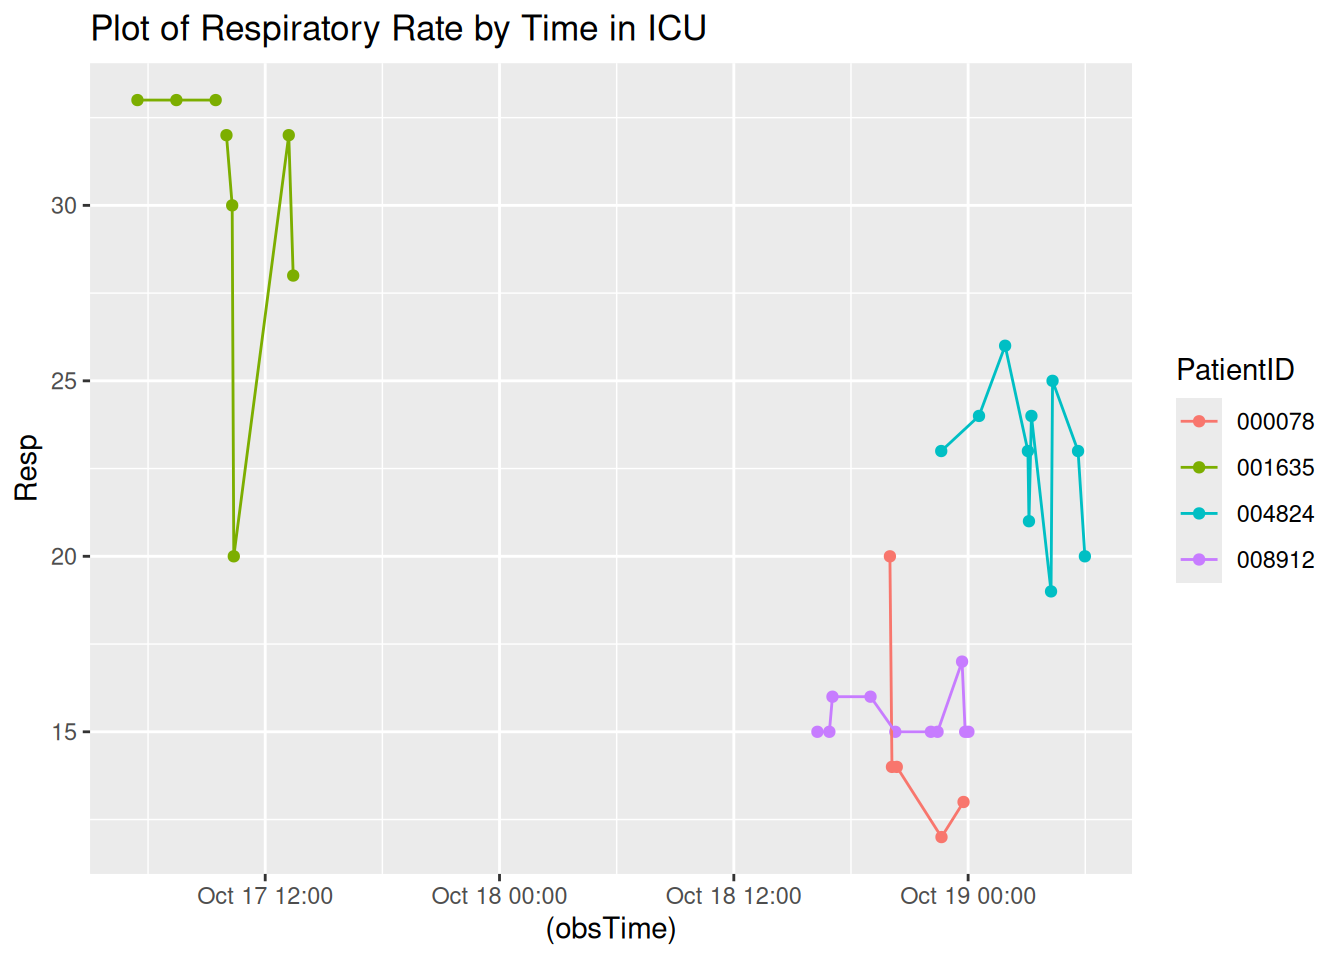 Plot of Respiratory Rate by Time in ICU
Resp
30
25
20
15
Oct 17 12:00
Oct 18 00:00
Oct 18 12:00
Oct 19 00:00
(obsTime)
PatientID
000078
001635
004824
008912